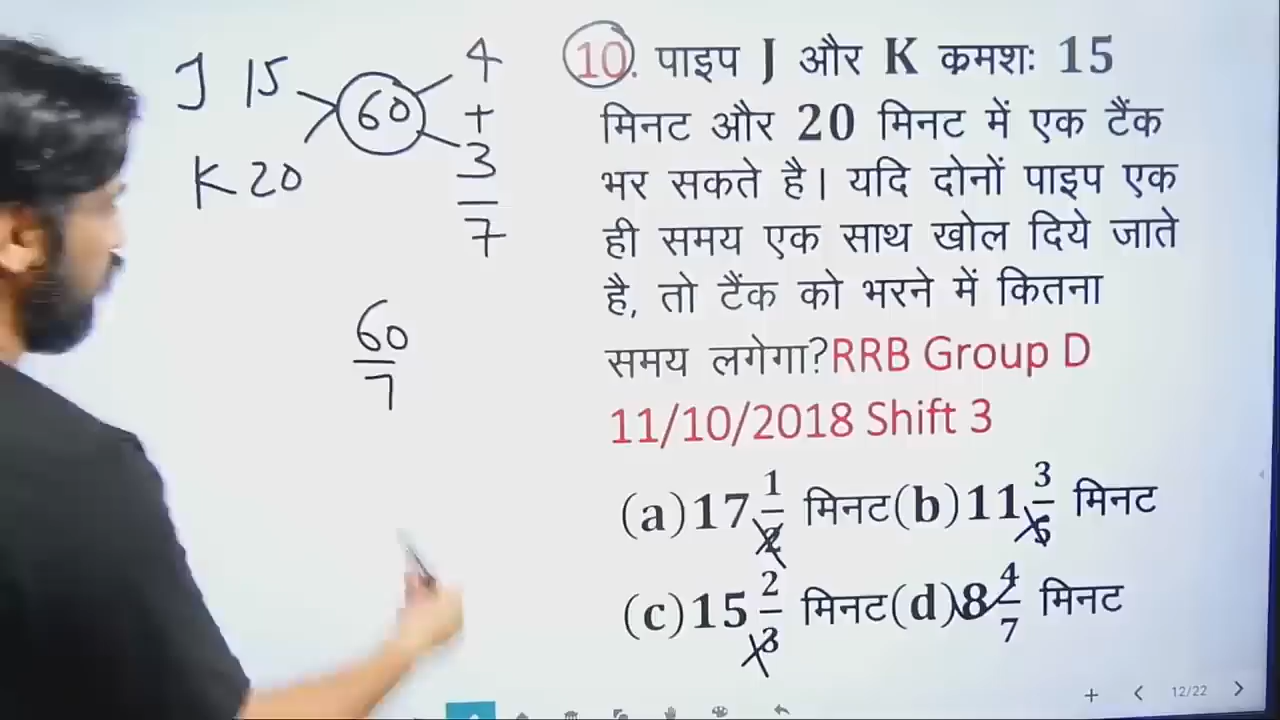 J 15
K 20
60
4
+
3
7
60
7
10. पाइप J और K क्रमशः 15
मिनट और 20 मिनट में एक टैंक
भर सकते है। यदि दोनों पाइप एक
ही समय एक साथ खोल दिये जाते
है, तो टैंक को भरने में कितना
समय लगेगा?RRB Group D
11/10/2018 Shift 3
(a)17 1/2 मिनट(b)11 3/5 मिनट
(c)15 2/3 मिनट(d)8 4/7 मिनट
12/22